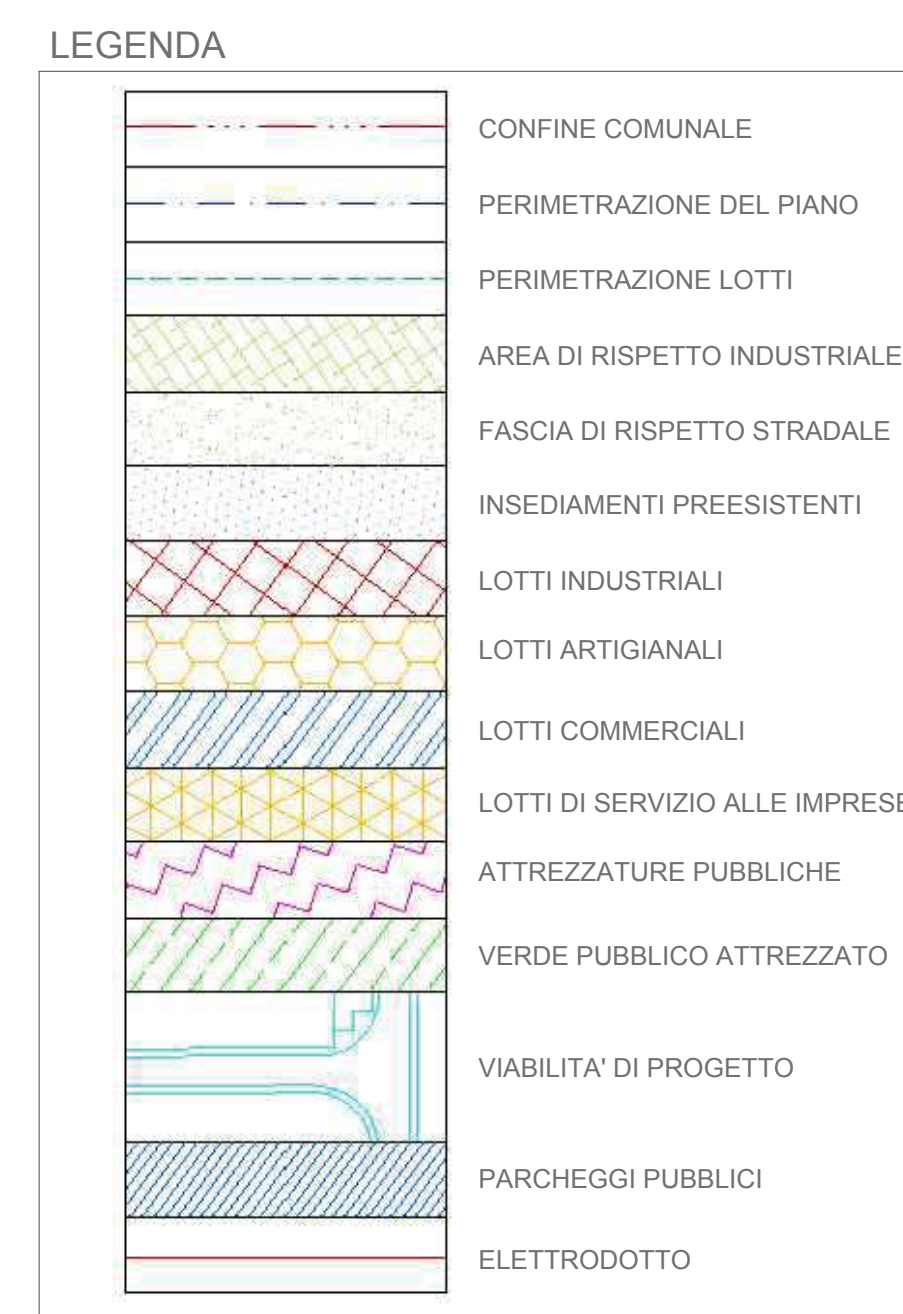 LEGENDA
CONFINE COMUNALE
PERIMETRAZIONE DEL PIANO
PERIMETRAZIONE LOTTI
AREA DI RISPETTO INDUSTRIALE
FASCIA DI RISPETTO STRADALE
INSEDIAMENTI PREESISTENTI
LOTTI INDUSTRIALI
LOTTI ARTIGIANALI
LOTTI COMMERCIALI
LOTTI DI SERVIZIO ALLE IMPRESE
ATTREZZATURE PUBBLICHE
VERDE PUBBLICO ATTREZZATO
VIABILITA' DI PROGETTO
PARCHEGGI PUBBLICI
ELETTRODOTTO